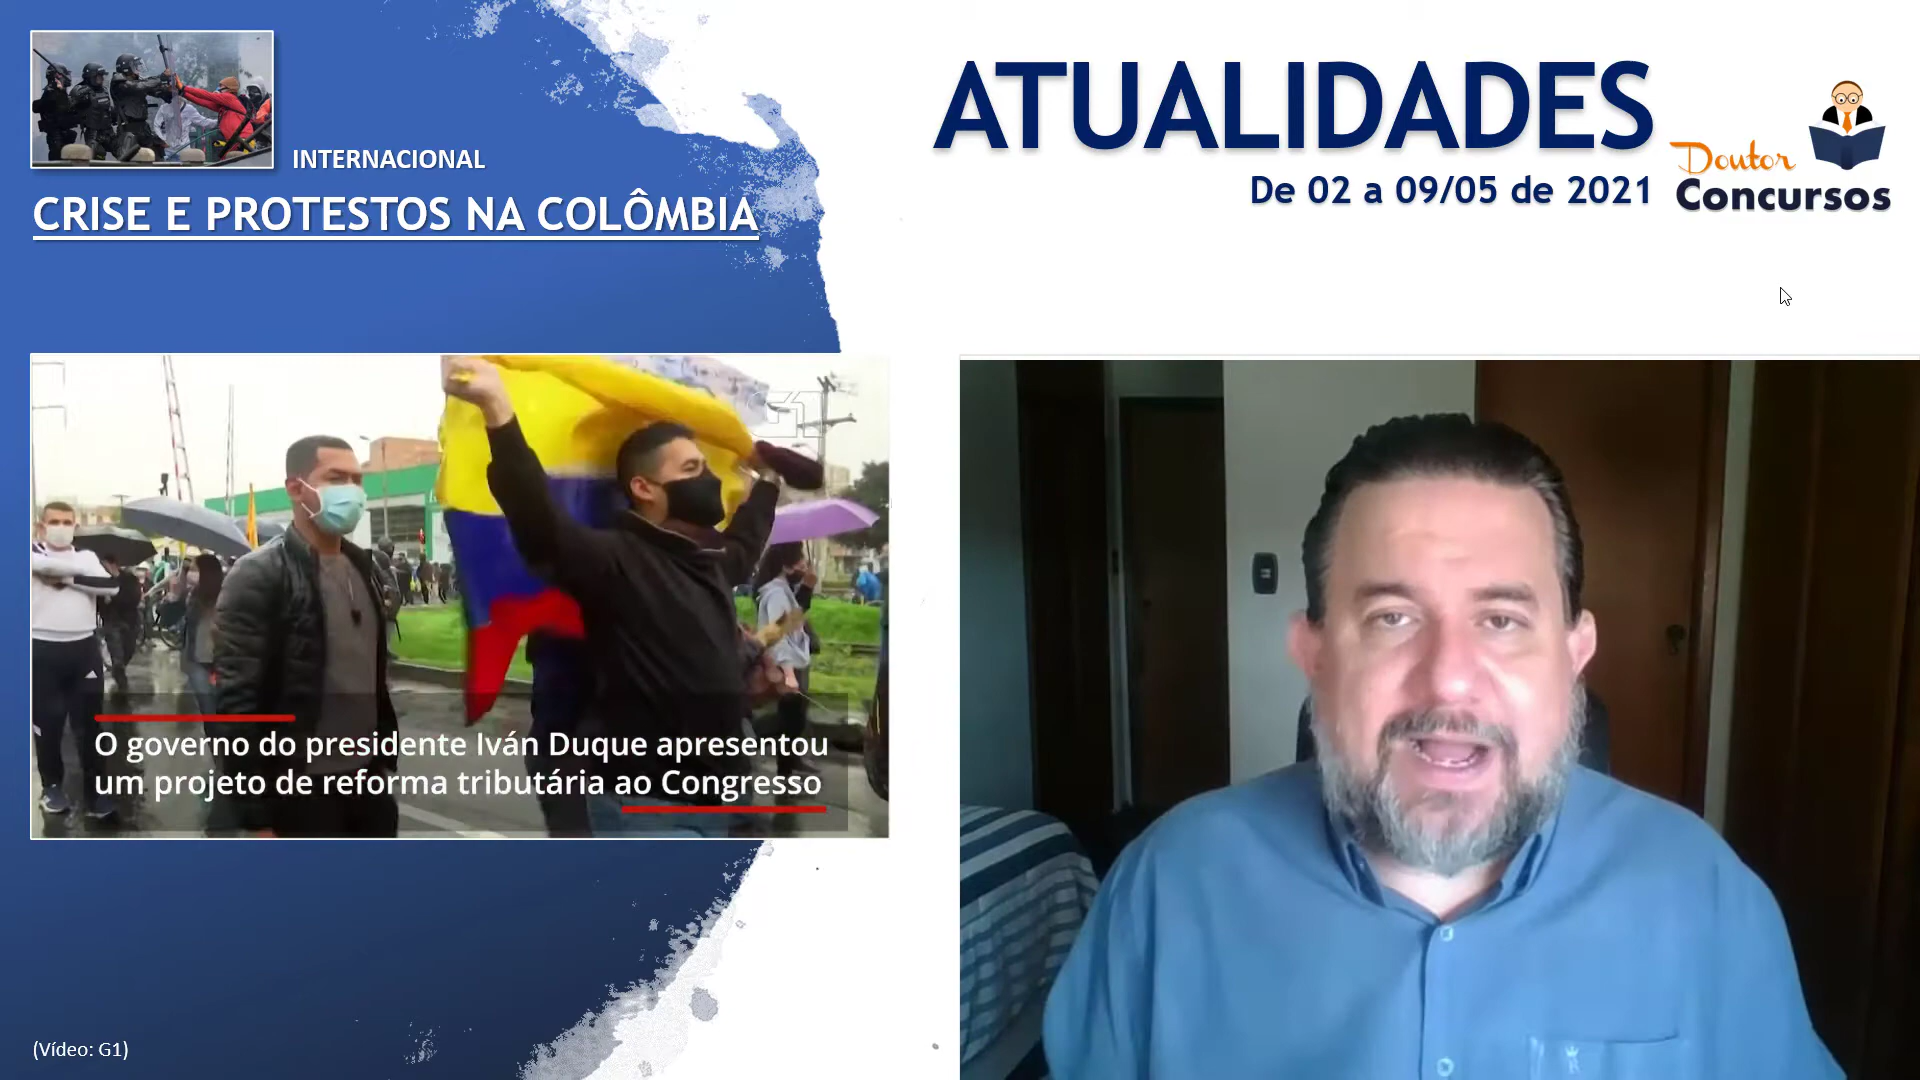 INTERNACIONAL
CRISE E PROTESTOS NA COLÔMBIA
ATUALIDADES
De 02 a 09/05 de 2021
Doutor
Concursos
G1
O governo do presidente Iván Duque apresentou
um projeto de reforma tributária ao Congresso
(Vídeo: G1)